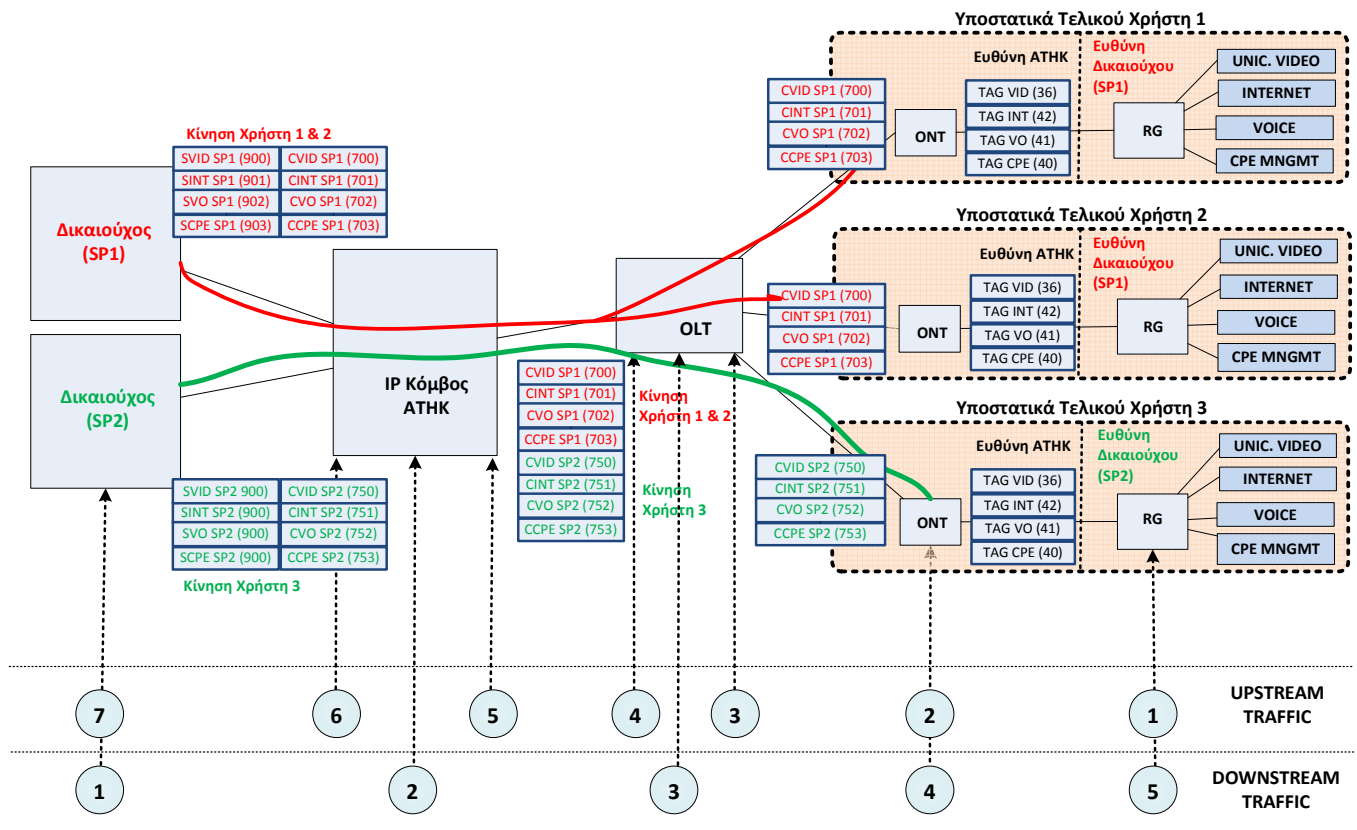 Υποστατικά Τελικού Χρήστη 1
Ευθύνη ΑΤΗΚ
Ευθύνη
Δικαιούχου
(SP1)
CVID SP1 (700)
CINT SP1 (701)
CVO SP1 (702)
CCPE SP1 (703)
ONT
TAG VID (36)
TAG INT (42)
TAG VO (41)
TAG CPE (40)
RG
UNIC. VIDEO
INTERNET
VOICE
CPE MNGMT
Κίνηση Χρήστη 1 & 2
SVID SP1 (900) CVID SP1 (700)
SINT SP1 (901) CINT SP1 (701)
SVO SP1 (902) CVO SP1 (702)
SCPE SP1 (903) CCPE SP1 (703)
Δικαιούχος
(SP1)
Υποστατικά Τελικού Χρήστη 2
Ευθύνη ΑΤΗΚ
Ευθύνη
Δικαιούχου
(SP1)
CVID SP1 (700)
CINT SP1 (701)
CVO SP1 (702)
CCPE SP1 (703)
ONT
TAG VID (36)
TAG INT (42)
TAG VO (41)
TAG CPE (40)
RG
UNIC. VIDEO
INTERNET
VOICE
CPE MNGMT
OLT
IP Κόμβος
ΑΤΗΚ
Δικαιούχος
(SP2)
CVID SP1 (700)
CINT SP1 (701)
CVO SP1 (702)
CCPE SP1 (703)
CVID SP2 (750)
CINT SP2 (751)
CVO SP2 (752)
CCPE SP2 (753)
Κίνηση
Χρήστη 1 & 2
Κίνηση
Χρήστη 3
Υποστατικά Τελικού Χρήστη 3
Ευθύνη ΑΤΗΚ
Ευθύνη
Δικαιούχου
(SP2)
CVID SP2 (750)
CINT SP2 (751)
CVO SP2 (752)
CCPE SP2 (753)
ONT
TAG VID (36)
TAG INT (42)
TAG VO (41)
TAG CPE (40)
RG
UNIC. VIDEO
INTERNET
VOICE
CPE MNGMT
SVID SP2 900) CVID SP2 (750)
SINT SP2 (900) CINT SP2 (751)
SVO SP2 (900) CVO SP2 (752)
SCPE SP2 (900) CCPE SP2 (753)
Κίνηση Χρήστη 3
7 6 5 4 3 2 1
UPSTREAM
TRAFFIC
1 2 3 4 5
DOWNSTREAM
TRAFFIC